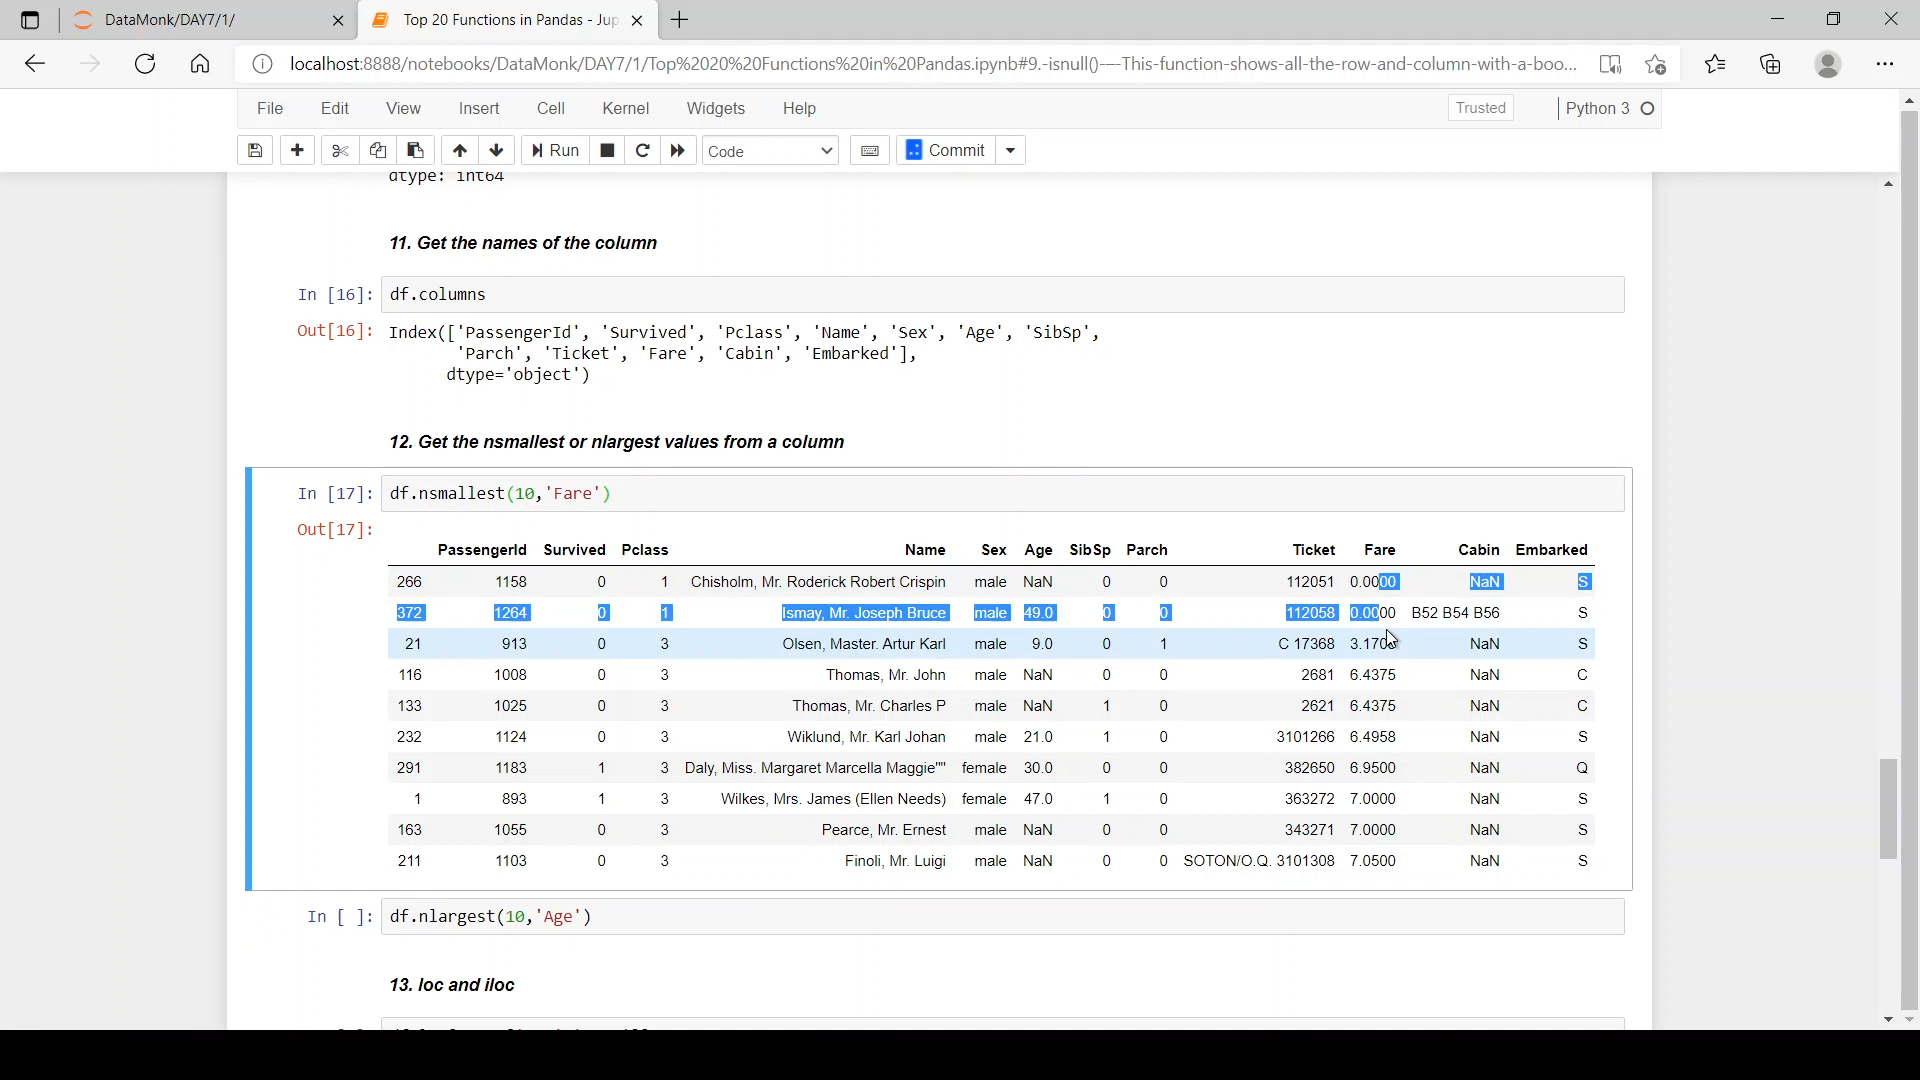 DataMonk/DAY7/1/
Top 20 Functions in Pandas - Jup
localhost:8888/notebooks/DataMonk/DAY7/1/Top%2020%20Functions%20in%20Pandas.ipynb#9.-isnull()-—This-function-shows-all-the-row-and-column-with-a-boo...
File Edit View Insert Cell Kernel Widgets Help Trusted Python 3
Run Code Commit
dtype: int64
11. Get the names of the column
In [16]: df.columns
Out[16]: Index(['PassengerId', 'Survived', 'Pclass', 'Name', 'Sex', 'Age', 'SibSp',
'Parch', 'Ticket', 'Fare', 'Cabin', 'Embarked'],
dtype='object')
12. Get the nsmallest or nlargest values from a column
In [17]: df.nsmallest(10,'Fare')
Out[17]:
PassengerId Survived Pclass Name Sex Age SibSp Parch Ticket Fare Cabin Embarked
266 1158 0 1 Chisholm, Mr. Roderick Robert Crispin male NaN 0 0 112051 0.0000 NaN S
372 1264 0 1 Ismay, Mr. Joseph Bruce male 49.0 0 0 112058 0.0000 B52 B54 B56 S
21 913 0 3 Olsen, Master. Artur Karl male 9.0 0 1 C 17368 3.1708 NaN S
116 1008 0 3 Thomas, Mr. John male NaN 0 0 2681 6.4375 NaN C
133 1025 0 3 Thomas, Mr. Charles P male NaN 1 0 2621 6.4375 NaN C
232 1124 0 3 Wiklund, Mr. Karl Johan male 21.0 1 0 3101266 6.4958 NaN S
291 1183 1 3 Daly, Miss. Margaret Marcella Maggie"" female 30.0 0 0 382650 6.9500 NaN Q
1 893 1 3 Wilkes, Mrs. James (Ellen Needs) female 47.0 1 0 363272 7.0000 NaN S
163 1055 0 3 Pearce, Mr. Ernest male NaN 0 0 343271 7.0000 NaN S
211 1103 0 3 Finoli, Mr. Luigi male NaN 0 0 SOTON/O.Q. 3101308 7.0500 NaN S
In [ ]: df.nlargest(10,'Age')
13. loc and iloc